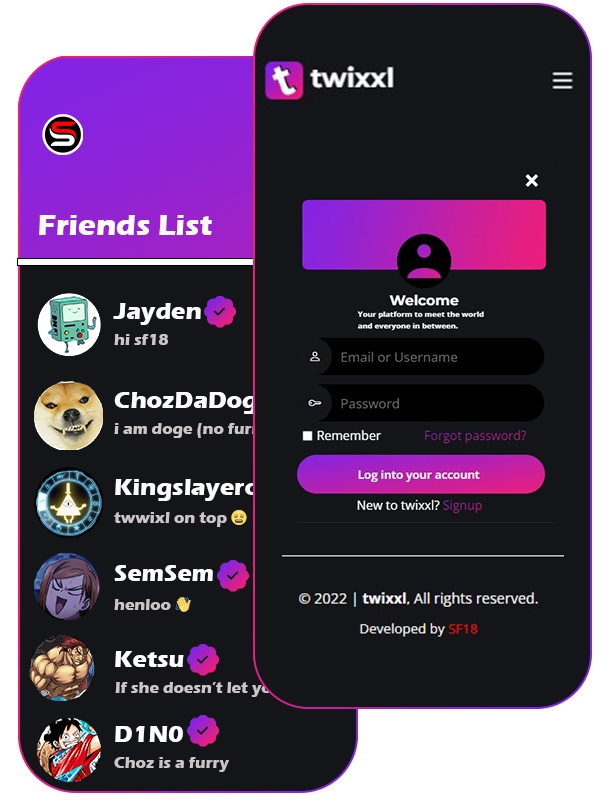 twixxl
Friends List
Jayden
hi sf18
ChozDaDog
i am doge (no fur
Kingslayer
twwixl on top 😩
SemSem
henloo 👋
Ketsu
If she doesn't let yo
D1N0
Choz is a furry
Welcome
Your platform to meet the world
and everyone in between.
Email or Username
Password
Remember Forgot password?
Log into your account
New to twixxl? Signup
© 2022 | twixxl, All rights reserved.
Developed by SF18